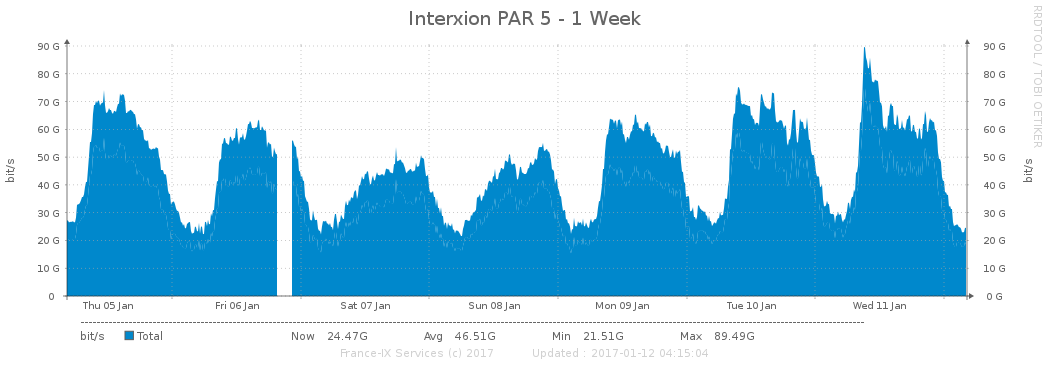 Interxion PAR 5 - 1 Week
RRDTOOL / TOBI OETIKER
90 G 90 G
80 G 80 G
70 G 70 G
60 G 60 G
50 G 50 G
40 G 40 G
30 G 30 G
20 G 20 G
10 G 10 G
0 0 G
bit/s
bit/s
Thu 05 Jan Fri 06 Jan Sat 07 Jan Sun 08 Jan Mon 09 Jan Tue 10 Jan Wed 11 Jan
bit/s Total Now 24.47G Avg 46.51G Min 21.51G Max 89.49G
France-IX Services (c) 2017 Updated : 2017-01-12 04:15:04